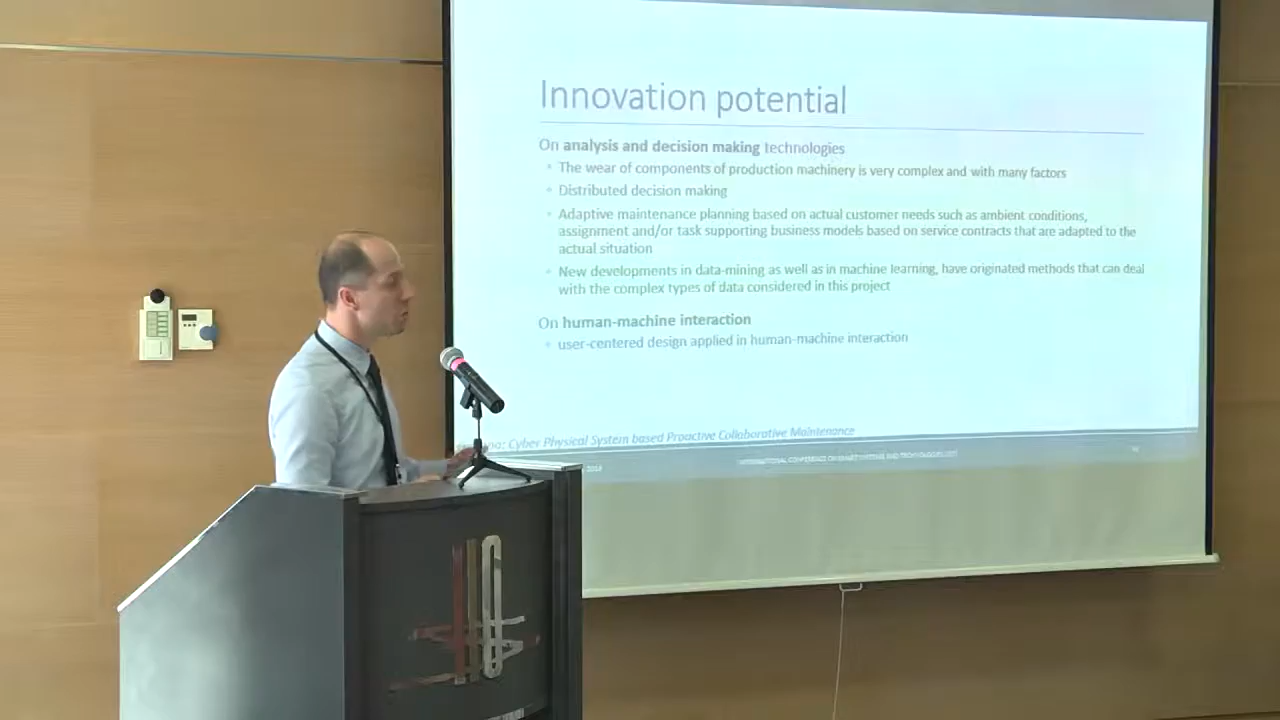 Innovation potential
On analysis and decision making technologies
The wear of components of production machinery is very complex and with many factors
Distributed decision making
Adaptive maintenance planning based on actual customer needs such as ambient conditions,
assignment and/or task supporting business models based on service contracts that are adapted to the
actual situation
New developments in data-mining as well as in machine learning, have originated methods that can deal
with the complex types of data considered in this project
On human-machine interaction
user-centered design applied in human-machine interaction
Cyber Physical System based Proactive Collaborative Maintenance
INTERNATIONAL CONFERENCE ON